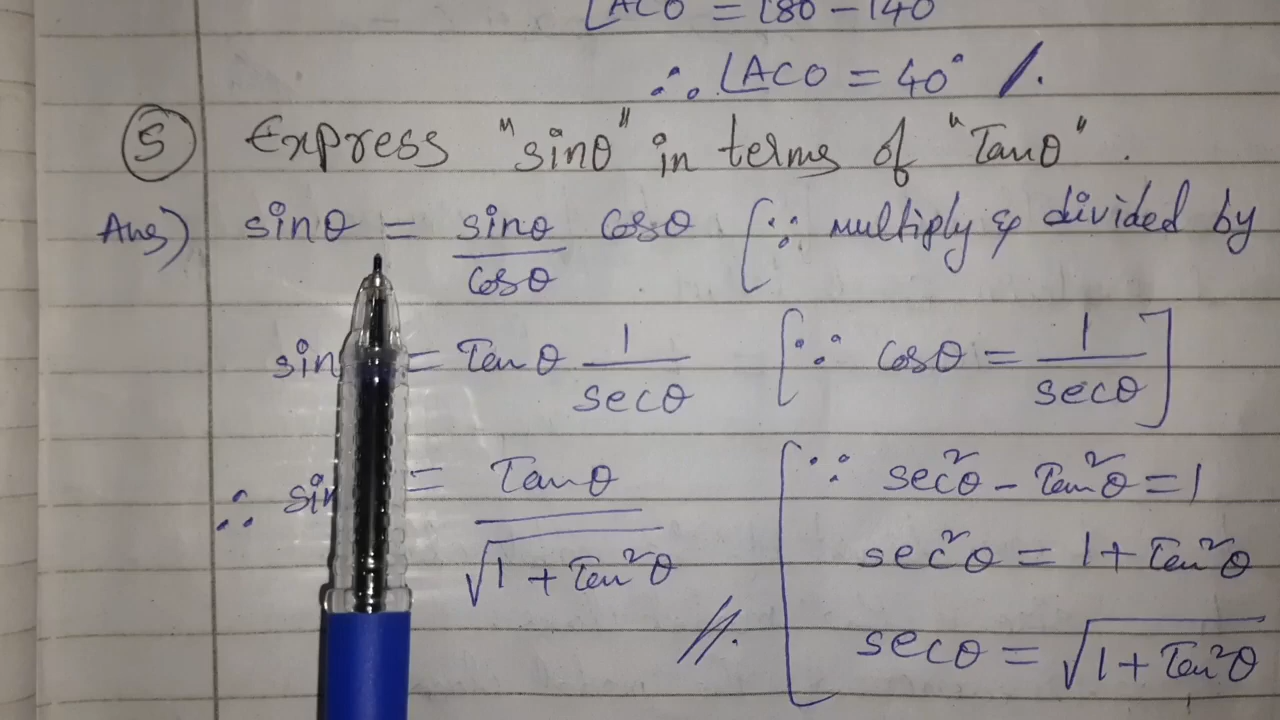 ∠ACO = 180 - 140
∴ ∠ACO = 40°
5 Express "sinθ" in terms of "Tanθ".
Ans) sinθ = sinθ/cosθ cosθ [∵ multiply & divided by
sin = Tanθ 1/secθ [∵ cosθ = 1/secθ]
∴ sin = Tanθ/√1+Tan²θ [∵ sec²θ - Tan²θ = 1
sec²θ = 1 + Tan²θ
secθ = √1+Tan²θ